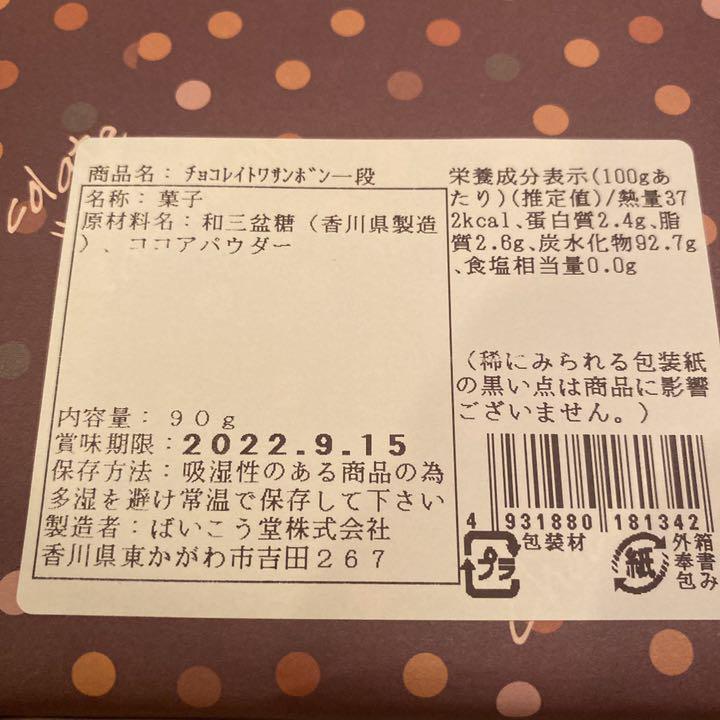 商品名：ﾁｮｺﾚｲﾄﾜｻﾝﾎﾞﾝ一段
名称：菓子
原材料名：和三盆糖（香川県製造
）、ココアパウダー
内容量：９０ｇ
賞味期限：2022.9.15
保存方法：吸湿性のある商品の為
多湿を避け常温で保存して下さい
製造者：ばいこう堂株式会社
香川県東かがわ市吉田２６７
栄養成分表示(100gあ
たり)(推定値)/熱量37
2kcal、蛋白質2.4g、脂
質2.6g、炭水化物92.7g
、食塩相当量0.0g
（稀にみられる包装紙
の黒い点は商品に影響
ございません。）
4 931880 181342
プラ
包装材
紙
外箱
奉書
包み